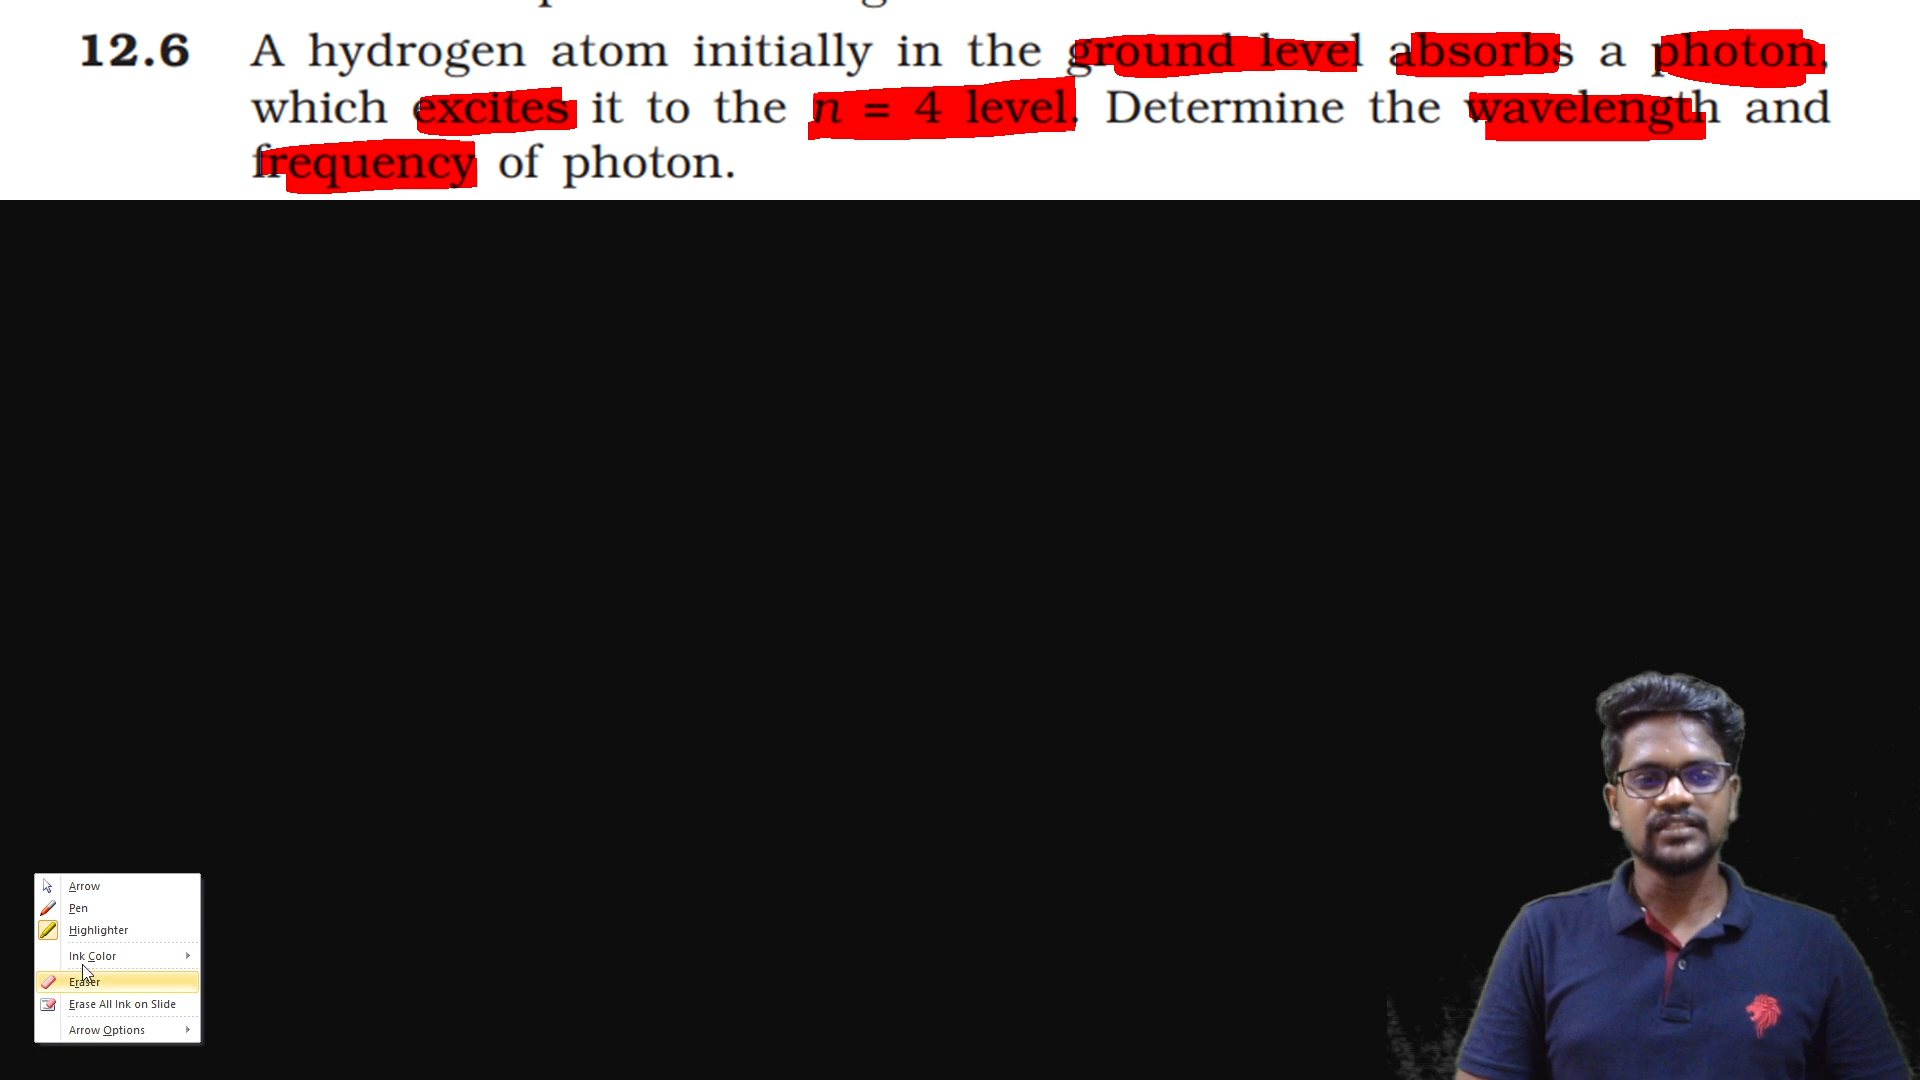 12.6 A hydrogen atom initially in the ground level absorbs a photon,
which excites it to the n = 4 level. Determine the wavelength and
frequency of photon.
Arrow
Pen
Highlighter
Ink Color
Eraser
Erase All Ink on Slide
Arrow Options